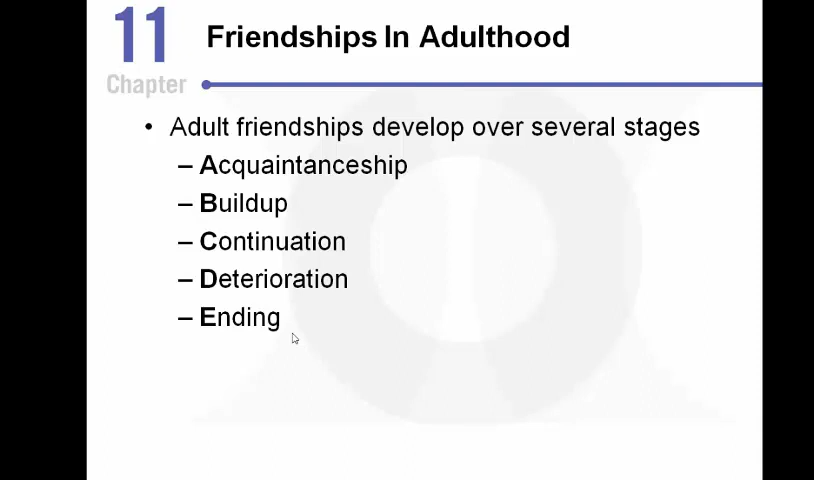 11
Chapter
Friendships In Adulthood
• Adult friendships develop over several stages
– Acquaintanceship
– Buildup
– Continuation
– Deterioration
– Ending